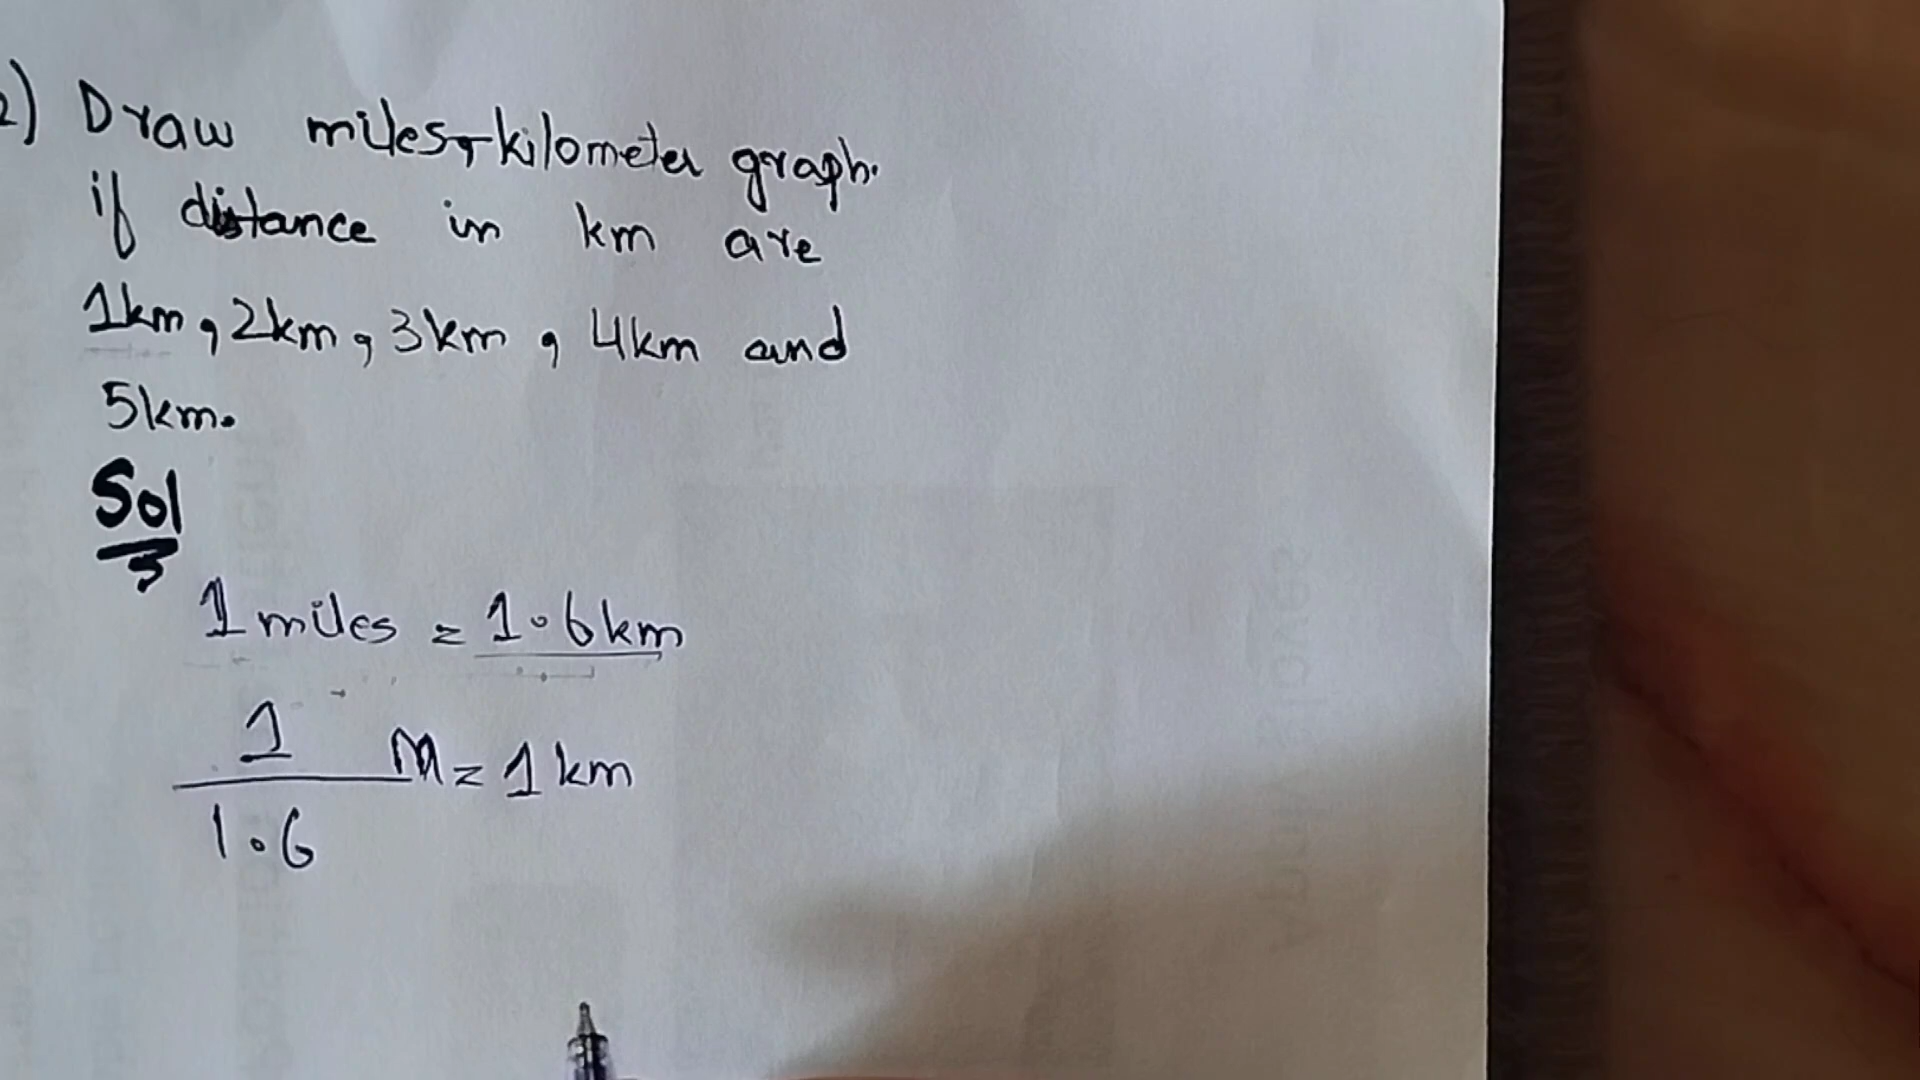 2) Draw miles-kilometer graph.
if distance in km are
1km, 2km, 3km, 4km and
5km.
Sol
1 miles = 1.6km
1 M = 1 km
1.6